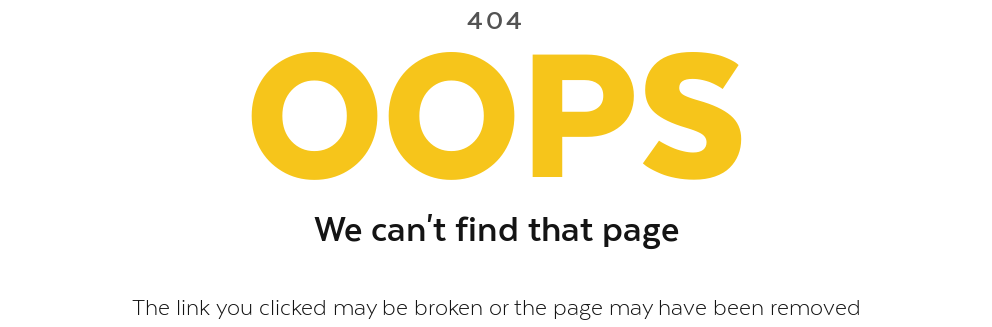 404
OOPS
We can't find that page
The link you clicked may be broken or the page may have been removed